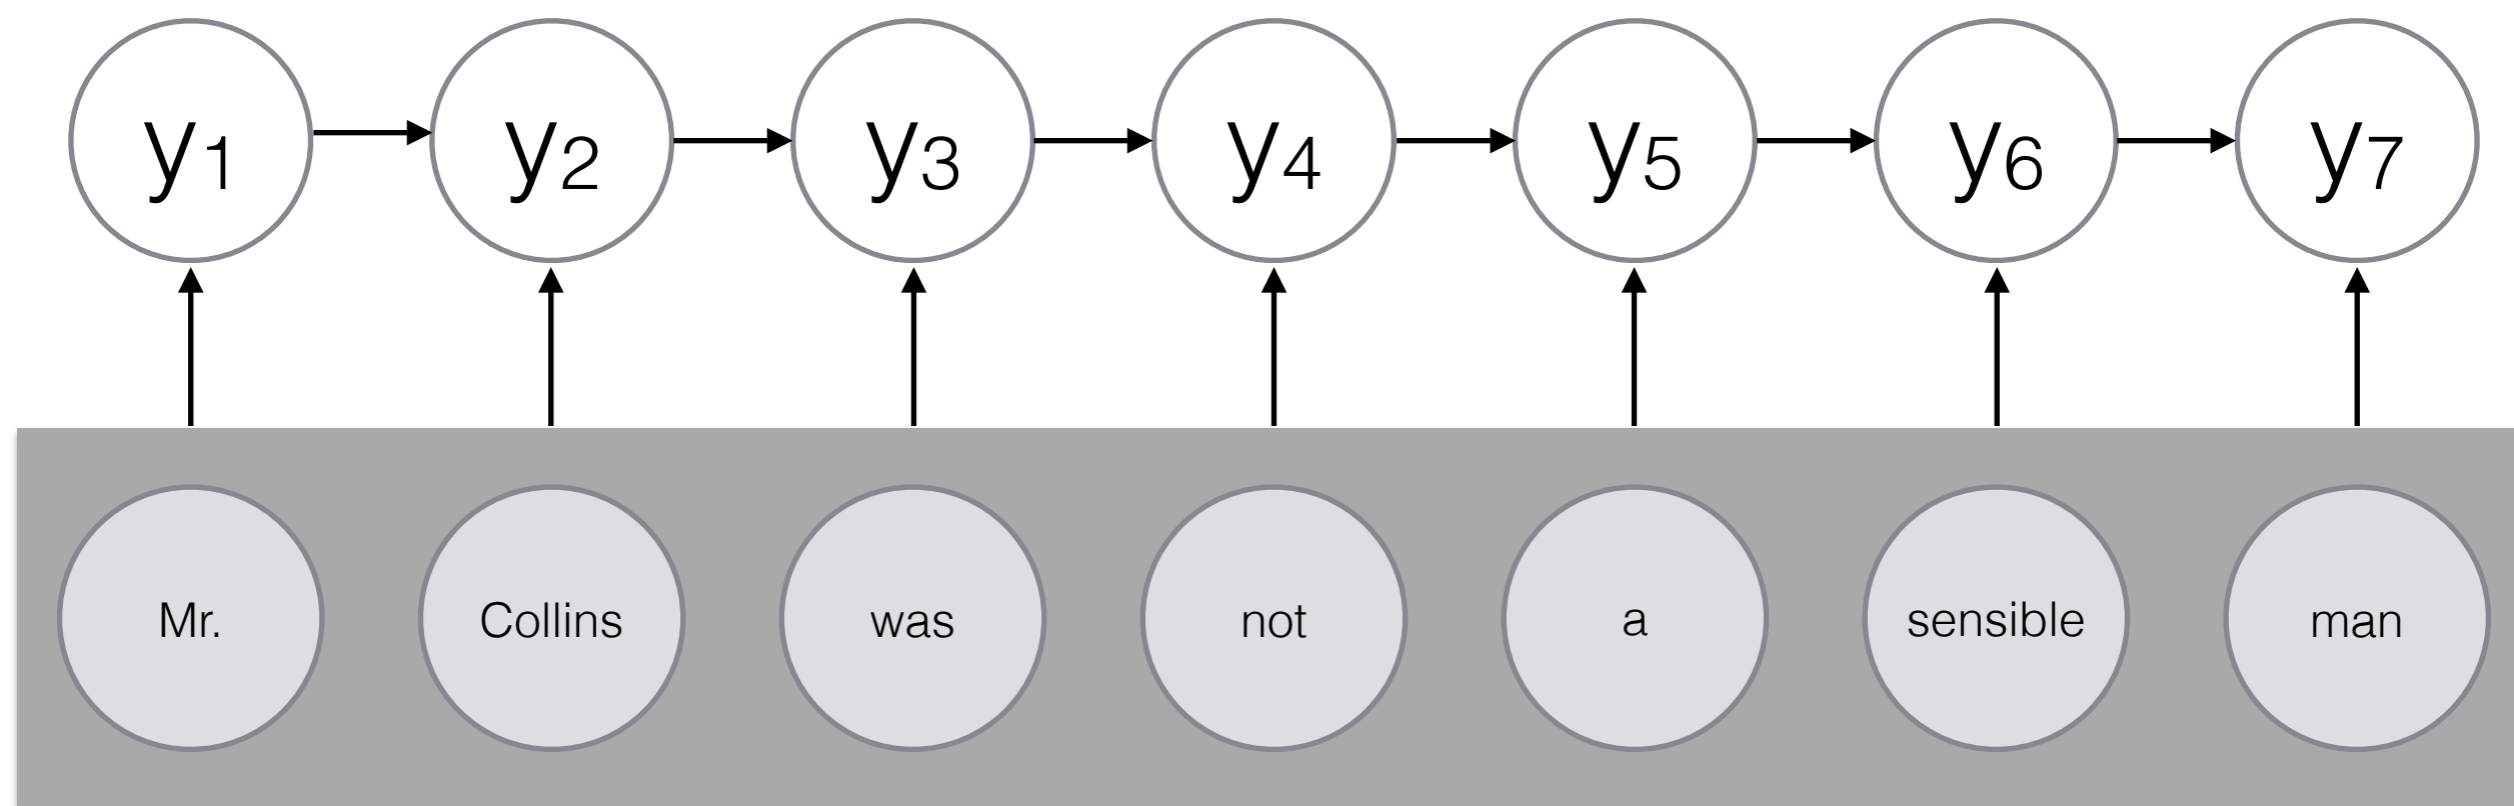 y1 y2 y3 y4 y5 y6 y7
Mr. Collins was not a sensible man